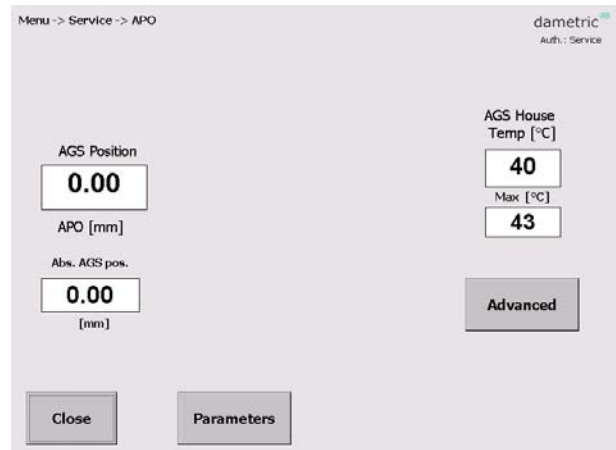 Menu -> Service -> APO
dametric
Auth.: Service
AGS Position
0.00
APO [mm]
Abs. AGS pos.
0.00
[mm]
AGS House
Temp [°C]
40
Max [°C]
43
Advanced
Close
Parameters